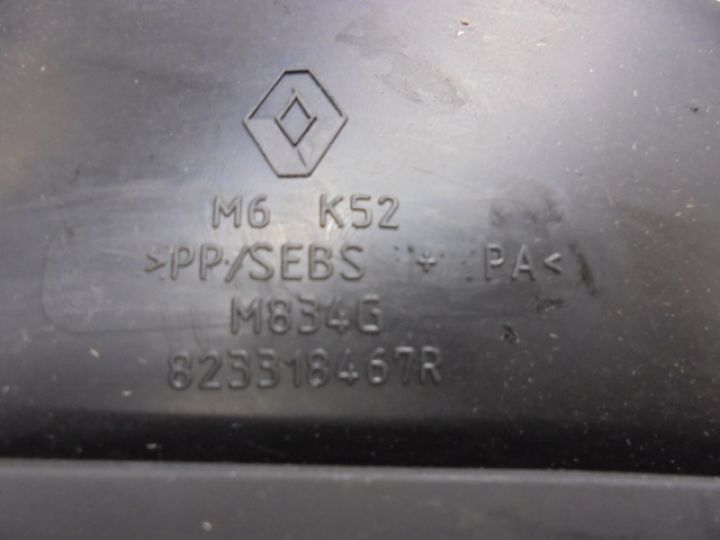 M6 K52
>PP/SEBS + PA<
M834G
823318467R